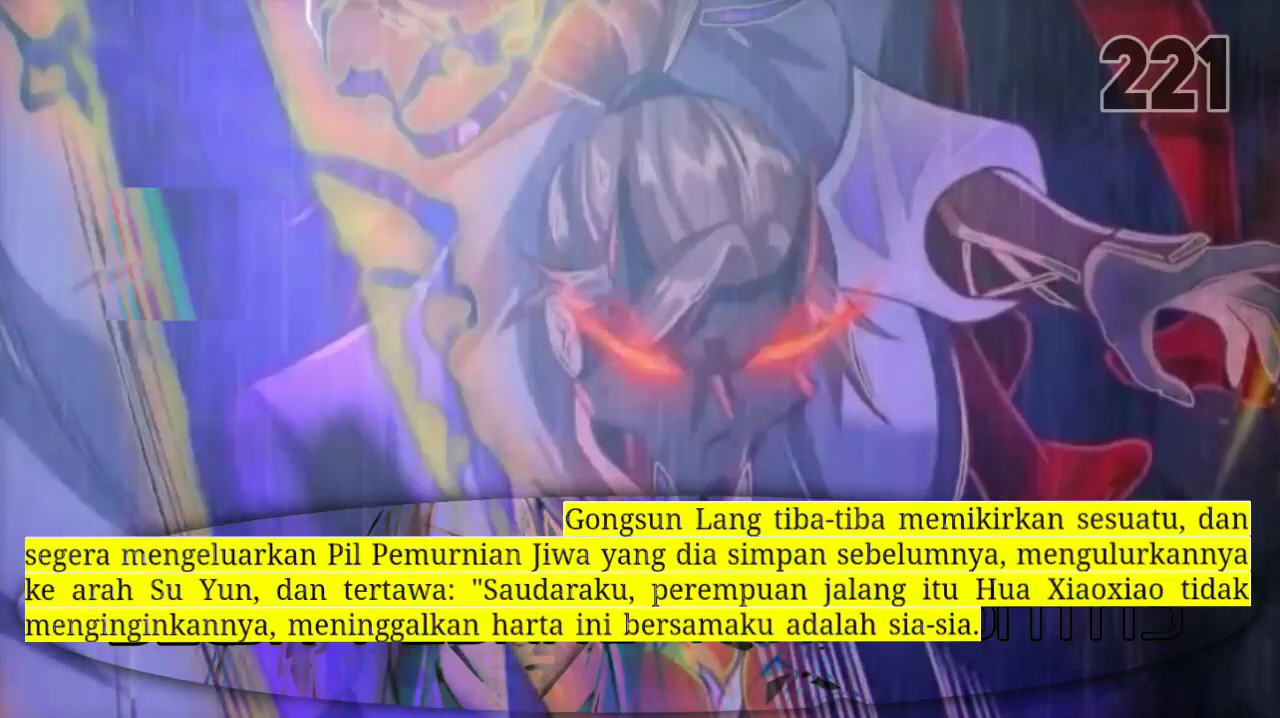 221
Gongsun Lang tiba-tiba memikirkan sesuatu, dan
segera mengeluarkan Pil Pemurnian Jiwa yang dia simpan sebelumnya, mengulurkannya
ke arah Su Yun, dan tertawa: "Saudaraku, perempuan jalang itu Hua Xiaoxiao tidak
menginginkannya, meninggalkan harta ini bersamaku adalah sia-sia.